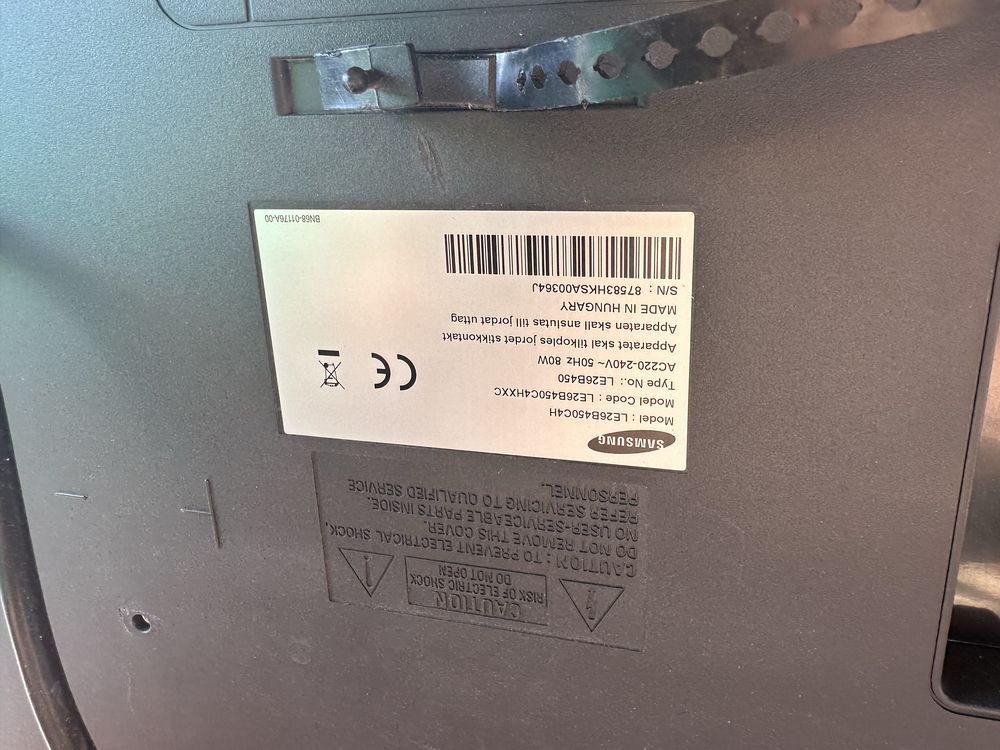 SAMSUNG
Model : LE26B450C4H
Model Code : LE26B450C4HXXC
Type No.: LE26B450
AC220-240V~ 50Hz 80W
Apparatet skal tilkoples jordet stikkontakt
Apparaten skall anslutas till jordat uttag
MADE IN HUNGARY
S/N : 87583HKSA00364J
BN68-01176A-00
CE
CAUTION
RISK OF ELECTRIC SHOCK
DO NOT OPEN
CAUTION : TO PREVENT ELECTRICAL SHOCK,
DO NOT REMOVE THIS COVER.
NO USER-SERVICEABLE PARTS INSIDE.
REFER SERVICING TO QUALIFIED SERVICE
PERSONNEL.